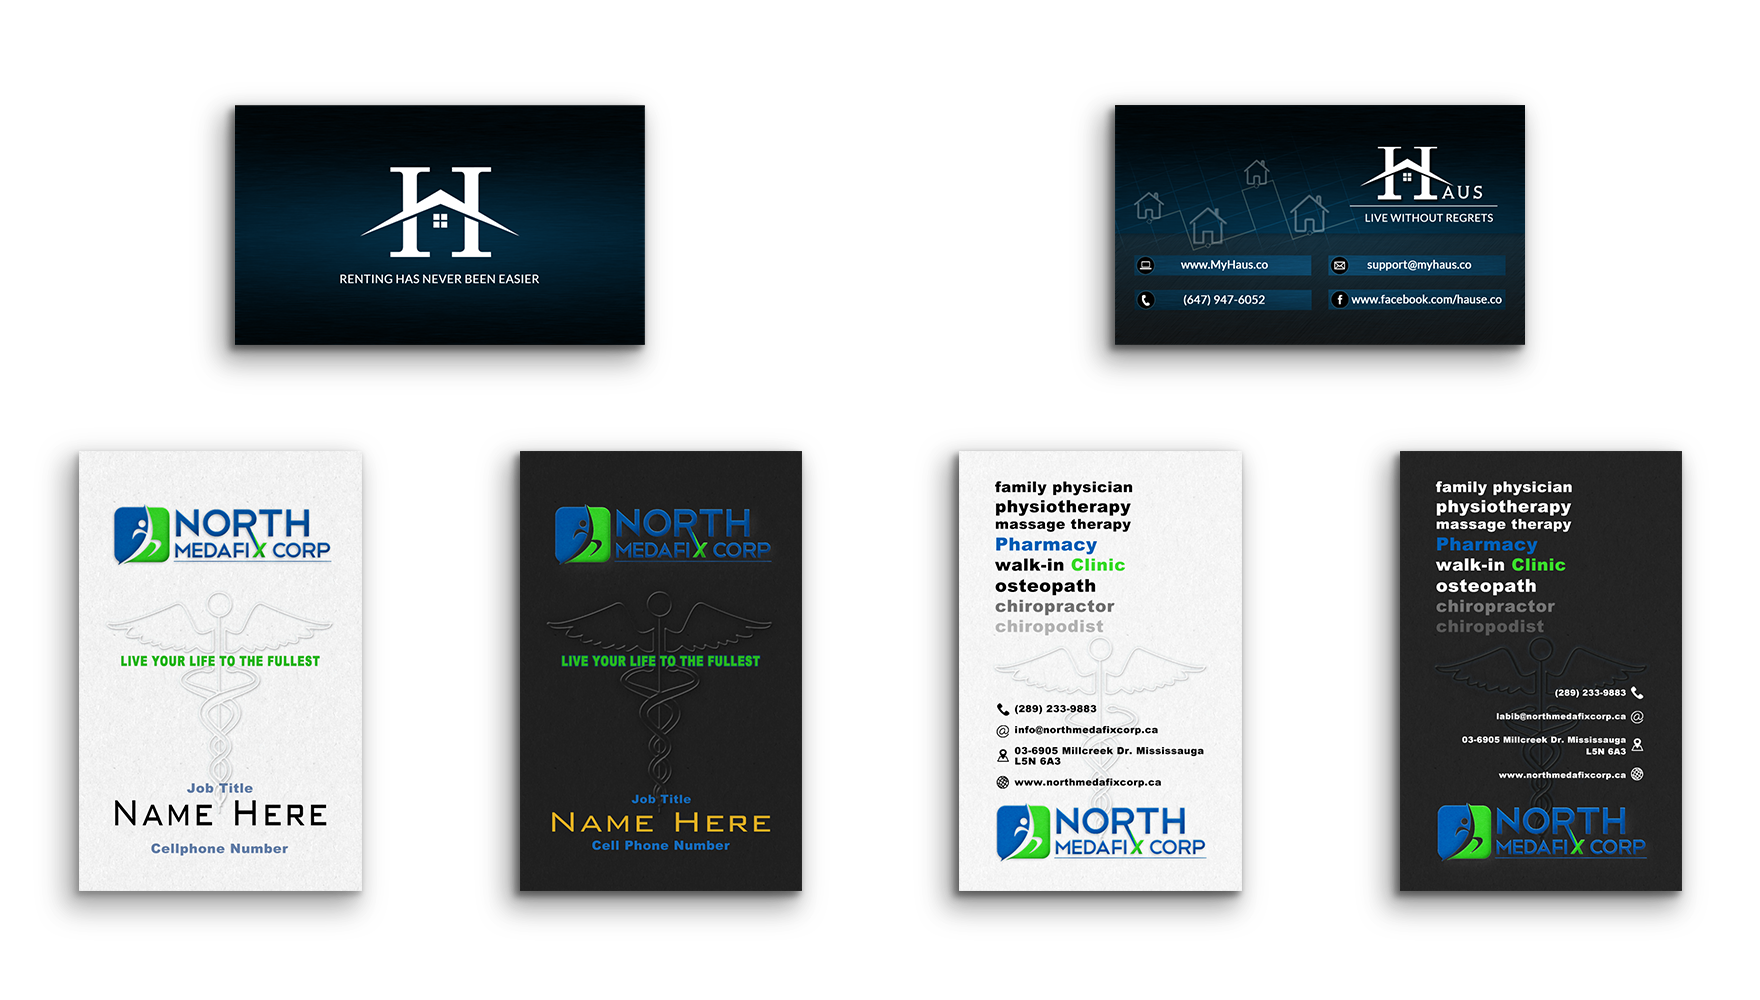 H
RENTING HAS NEVER BEEN EASIER
HAUS
LIVE WITHOUT REGRETS
www.MyHaus.co
support@myhaus.co
(647) 947-6052
www.facebook.com/hause.co
NORTH
MEDAFIX CORP
LIVE YOUR LIFE TO THE FULLEST
Job Title
NAME HERE
Cellphone Number
NORTH
MEDAFIX CORP
LIVE YOUR LIFE TO THE FULLEST
Job Title
NAME HERE
Cell Phone Number
family physician
physiotherapy
massage therapy
Pharmacy
walk-in Clinic
osteopath
chiropractor
chiropodist
(289) 233-9883
info@northmedafixcorp.ca
03-6905 Millcreek Dr. Mississauga
L5N 6A3
www.northmedafixcorp.ca
NORTH
MEDAFIX CORP
family physician
physiotherapy
massage therapy
Pharmacy
walk-in Clinic
osteopath
chiropractor
chiropodist
(289) 233-9883
labib@northmedafixcorp.ca
03-6905 Millcreek Dr. Mississauga
L5N 6A3
www.northmedafixcorp.ca
NORTH
MEDAFIX CORP